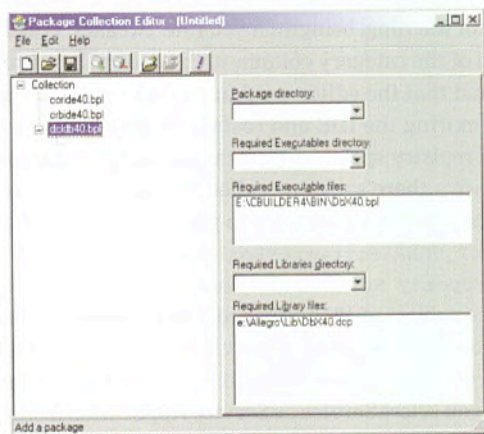 Package Collection Editor - [Untitled]
File Edit Help
Collection
coride40.bpl
orbide40.bpl
dcldb40.bpl
Package directory:
Required Executables directory:
Required Executable files:
E:\CBUILDER4\BIN\DbX40.bpl
Required Libraries directory:
Required Library files:
e:\Allegro\Lib\DbX40.dcp
Add a package